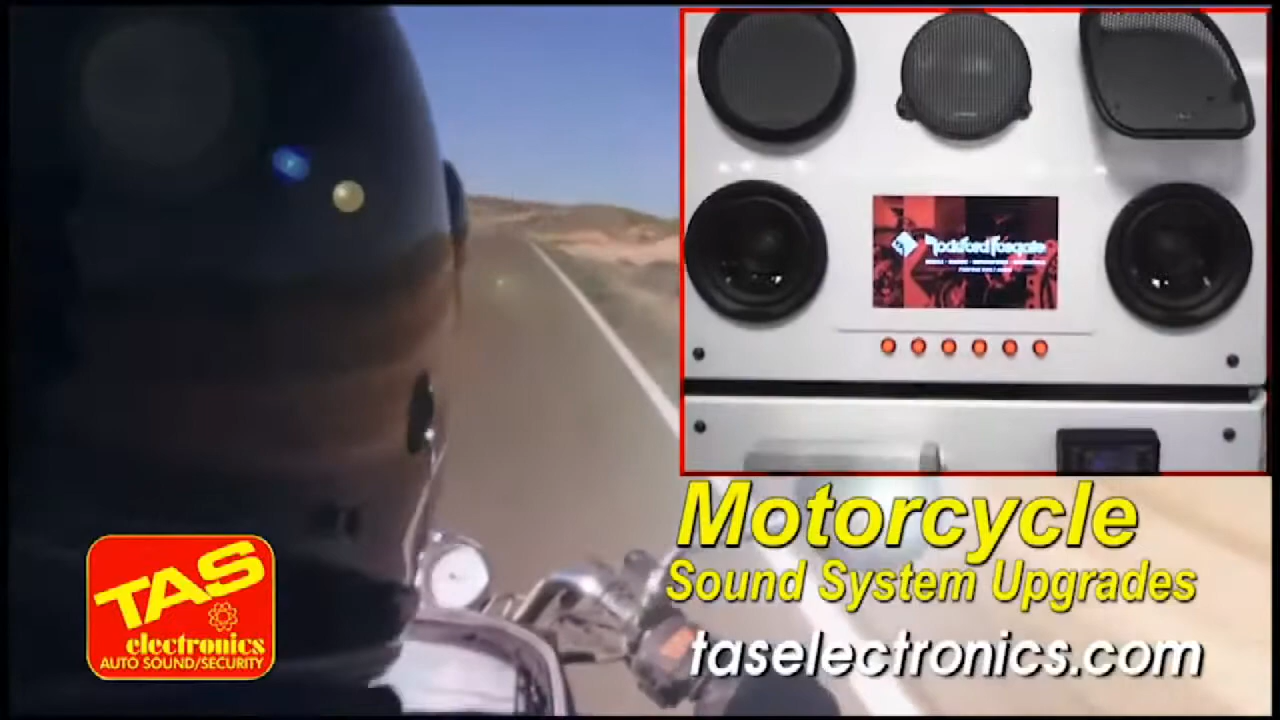 Rockford Fosgate
Motorcycle
Sound System Upgrades
taselectronics.com
TAS
electronics
AUTO SOUND/SECURITY